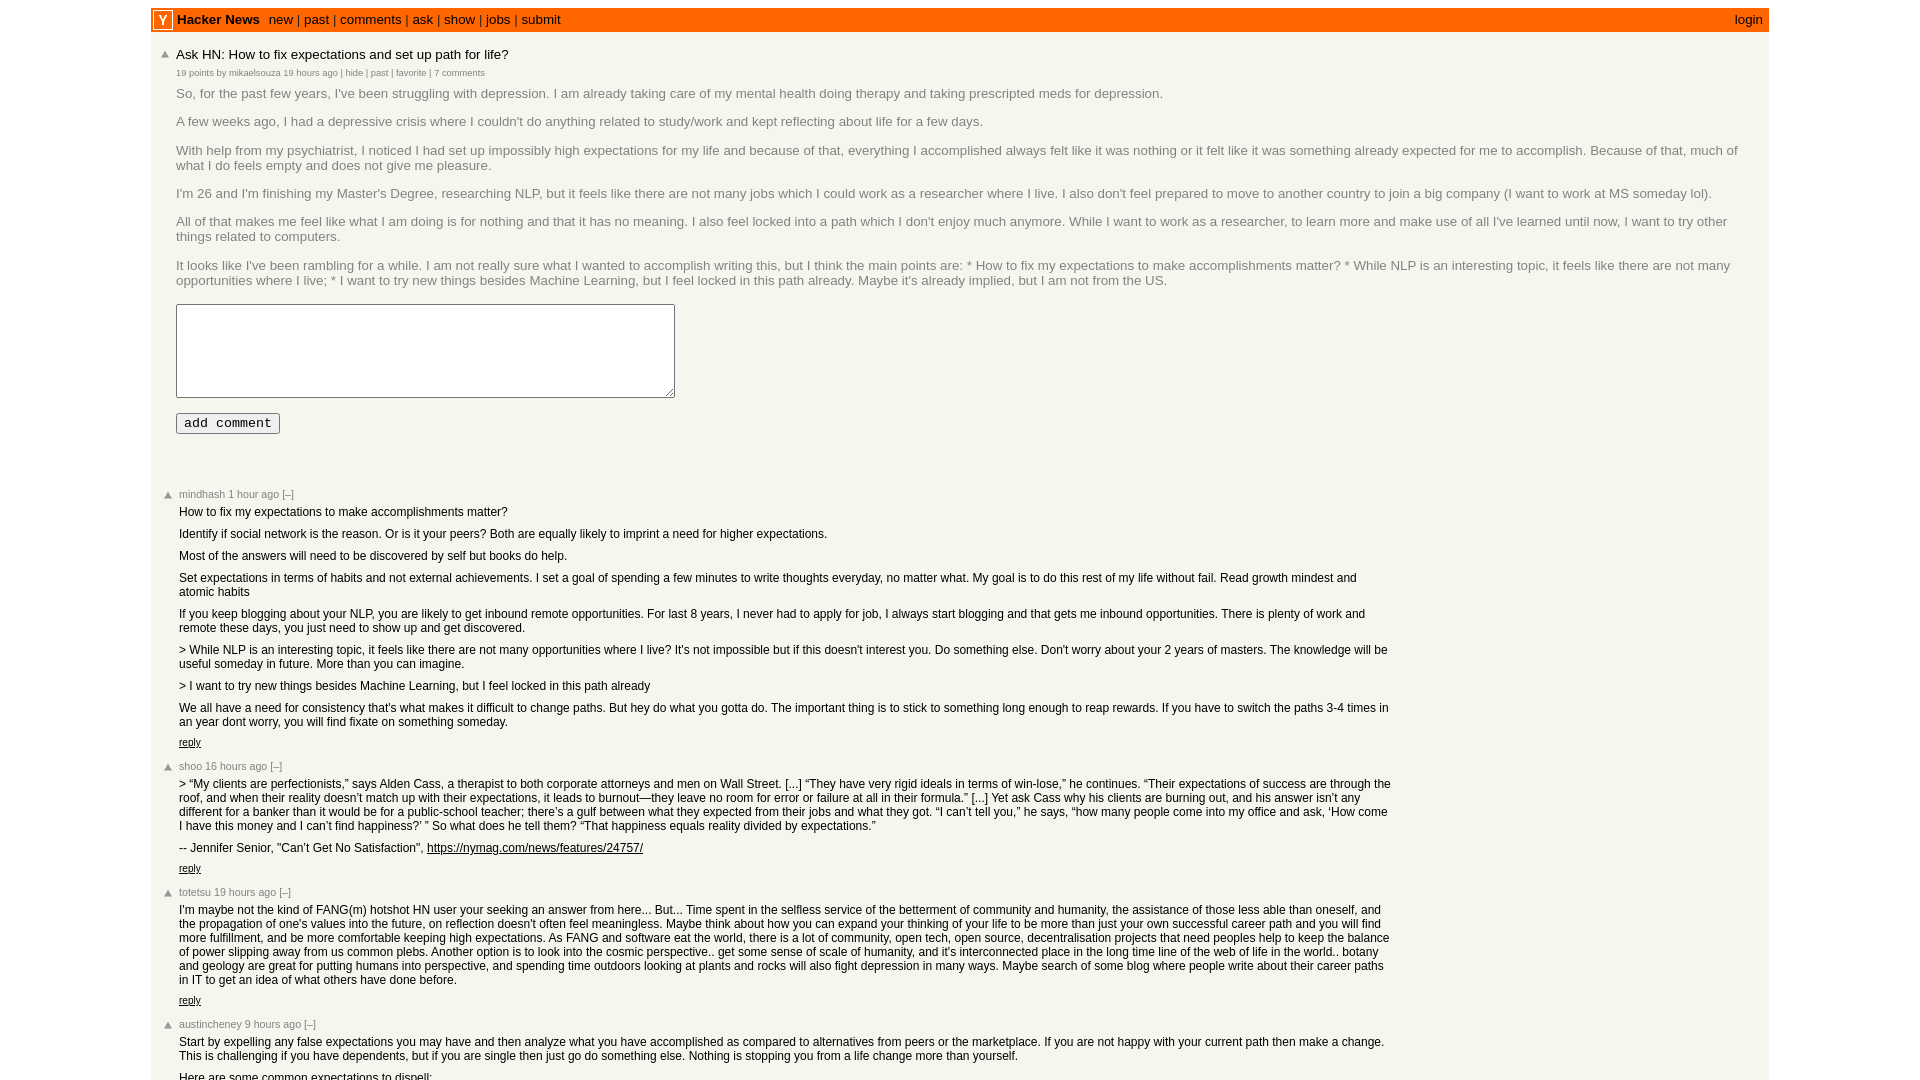 Y Hacker News new | past | comments | ask | show | jobs | submit login
Ask HN: How to fix expectations and set up path for life?
19 points by mikaelsouza 19 hours ago | hide | past | favorite | 7 comments
So, for the past few years, I've been struggling with depression. I am already taking care of my mental health doing therapy and taking prescripted meds for depression.
A few weeks ago, I had a depressive crisis where I couldn't do anything related to study/work and kept reflecting about life for a few days.
With help from my psychiatrist, I noticed I had set up impossibly high expectations for my life and because of that, everything I accomplished always felt like it was nothing or it felt like it was something already expected for me to accomplish. Because of that, much of
what I do feels empty and does not give me pleasure.
I'm 26 and I'm finishing my Master's Degree, researching NLP, but it feels like there are not many jobs which I could work as a researcher where I live. I also don't feel prepared to move to another country to join a big company (I want to work at MS someday lol).
All of that makes me feel like what I am doing is for nothing and that it has no meaning. I also feel locked into a path which I don't enjoy much anymore. While I want to work as a researcher, to learn more and make use of all I've learned until now, I want to try other
things related to computers.
It looks like I've been rambling for a while. I am not really sure what I wanted to accomplish writing this, but I think the main points are: * How to fix my expectations to make accomplishments matter? * While NLP is an interesting topic, it feels like there are not many
opportunities where I live; * I want to try new things besides Machine Learning, but I feel locked in this path already. Maybe it's already implied, but I am not from the US.
add comment
mindhash 1 hour ago [–]
How to fix my expectations to make accomplishments matter?
Identify if social network is the reason. Or is it your peers? Both are equally likely to imprint a need for higher expectations.
Most of the answers will need to be discovered by self but books do help.
Set expectations in terms of habits and not external achievements. I set a goal of spending a few minutes to write thoughts everyday, no matter what. My goal is to do this rest of my life without fail. Read growth mindest and
atomic habits
If you keep blogging about your NLP, you are likely to get inbound remote opportunities. For last 8 years, I never had to apply for job, I always start blogging and that gets me inbound opportunities. There is plenty of work and
remote these days, you just need to show up and get discovered.
> While NLP is an interesting topic, it feels like there are not many opportunities where I live? It's not impossible but if this doesn't interest you. Do something else. Don't worry about your 2 years of masters. The knowledge will be
useful someday in future. More than you can imagine.
> I want to try new things besides Machine Learning, but I feel locked in this path already
We all have a need for consistency that's what makes it difficult to change paths. But hey do what you gotta do. The important thing is to stick to something long enough to reap rewards. If you have to switch the paths 3-4 times in
an year dont worry, you will find fixate on something someday.
reply
shoo 16 hours ago [–]
> “My clients are perfectionists,” says Alden Cass, a therapist to both corporate attorneys and men on Wall Street. [...] “They have very rigid ideals in terms of win-lose,” he continues. “Their expectations of success are through the
roof, and when their reality doesn’t match up with their expectations, it leads to burnout—they leave no room for error or failure at all in their formula.” [...] Yet ask Cass why his clients are burning out, and his answer isn’t any
different for a banker than it would be for a public-school teacher; there’s a gulf between what they expected from their jobs and what they got. “I can’t tell you,” he says, “how many people come into my office and ask, ‘How come
I have this money and I can’t find happiness?’ ” So what does he tell them? “That happiness equals reality divided by expectations.”
-- Jennifer Senior, "Can’t Get No Satisfaction", https://nymag.com/news/features/24757/
reply
totetsu 19 hours ago [–]
I'm maybe not the kind of FANG(m) hotshot HN user your seeking an answer from here... But... Time spent in the selfless service of the betterment of community and humanity, the assistance of those less able than oneself, and
the propagation of one's values into the future, on reflection doesn't often feel meaningless. Maybe think about how you can expand your thinking of your life to be more than just your own successful career path and you will find
more fulfillment, and be more comfortable keeping high expectations. As FANG and software eat the world, there is a lot of community, open tech, open source, decentralisation projects that need peoples help to keep the balance
of power slipping away from us common plebs. Another option is to look into the cosmic perspective.. get some sense of scale of humanity, and it's interconnected place in the long time line of the web of life in the world.. botany
and geology are great for putting humans into perspective, and spending time outdoors looking at plants and rocks will also fight depression in many ways. Maybe search of some blog where people write about their career paths
in IT to get an idea of what others have done before.
reply
austincheney 9 hours ago [–]
Start by expelling any false expectations you may have and then analyze what you have accomplished as compared to alternatives from peers or the marketplace. If you are not happy with your current path then make a change.
This is challenging if you have dependents, but if you are single then just go do something else. Nothing is stopping you from a life change more than yourself.
Here are some common expectations to dispell: